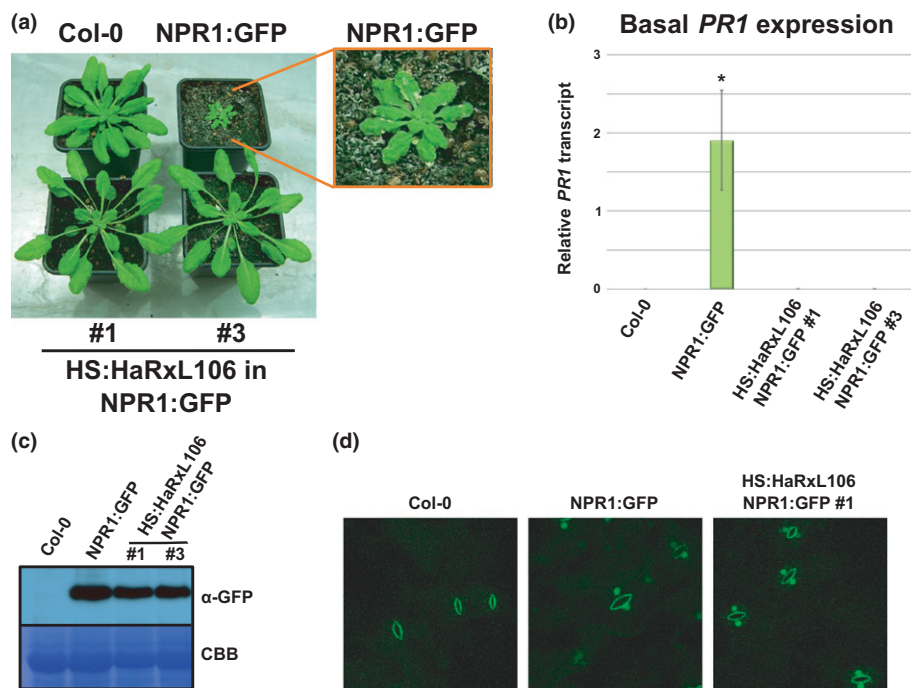 (a)
Col-0 NPR1:GFP NPR1:GFP
#1 #3
HS:HaRxL106 in
NPR1:GFP
(b)
Basal PR1 expression
Relative PR1 transcript
3
2
1
0
*
Col-0
NPR1:GFP
HS:HaRxL106
NPR1:GFP #1
HS:HaRxL106
NPR1:GFP #3
(c)
Col-0
NPR1:GFP
HS:HaRxL106
NPR1:GFP
#1 #3
α-GFP
CBB
(d)
Col-0
NPR1:GFP
HS:HaRxL106
NPR1:GFP #1